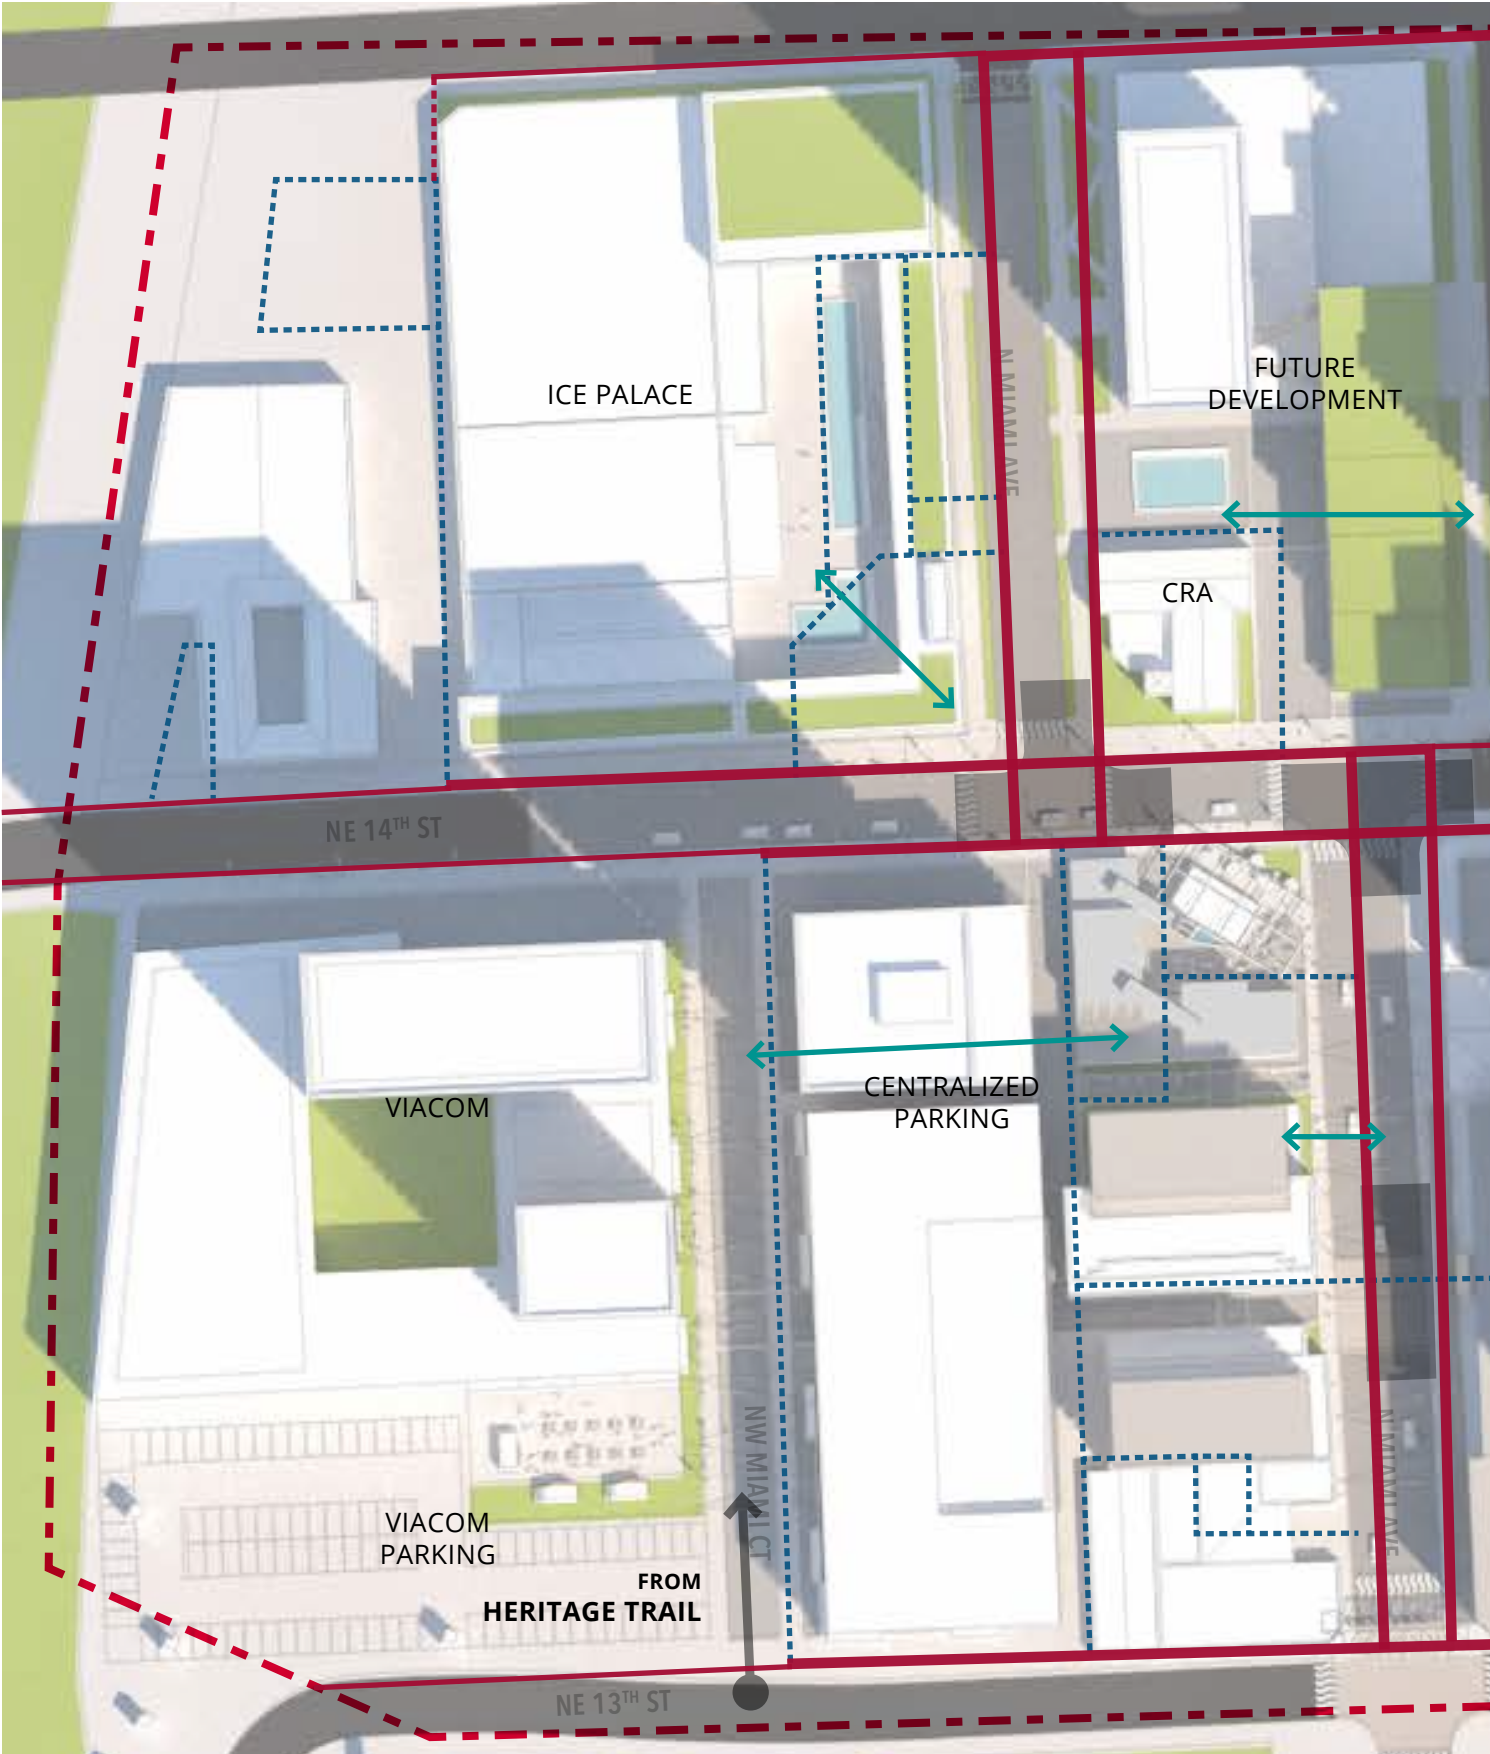 N MIAMI AVE
ICE PALACE
FUTURE
DEVELOPMENT
CRA
NE 14TH ST
VIACOM
CENTRALIZED
PARKING
NW MIAMI CT
N MIAMI AVE
VIACOM
PARKING
FROM
HERITAGE TRAIL
NE 13TH ST